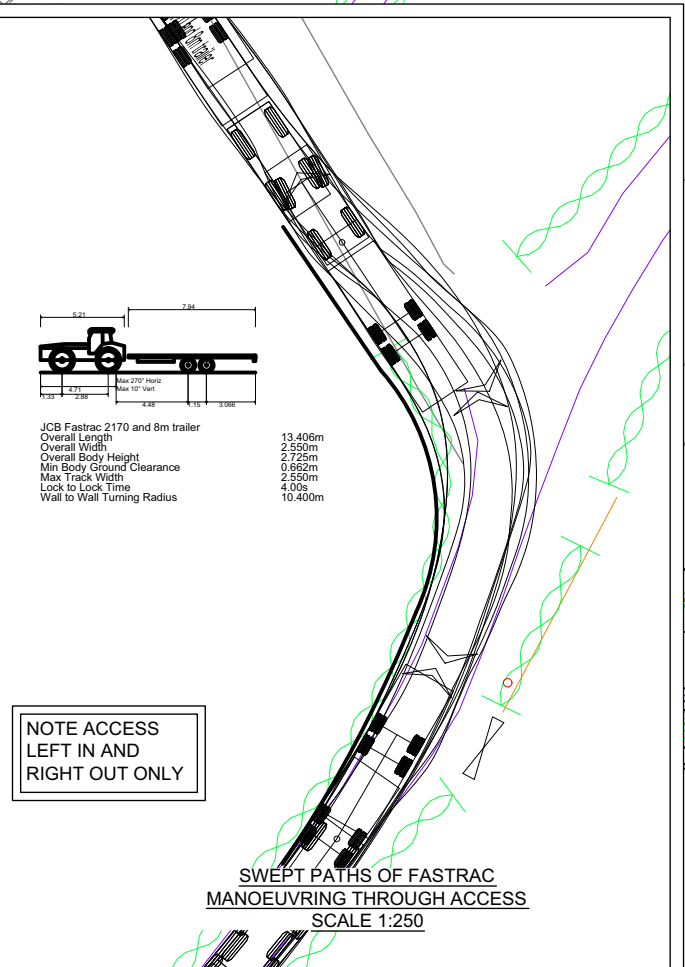 8m trailer
5.21
7.94
Max 270° Horiz
Max 10° Vert
4.71
1.33
2.88
4.48
1.15
3.066
JCB Fastrac 2170 and 8m trailer
Overall Length 13.406m
Overall Width 2.550m
Overall Body Height 2.725m
Min Body Ground Clearance 0.662m
Max Track Width 2.550m
Lock to Lock Time 4.00s
Wall to Wall Turning Radius 10.400m
NOTE ACCESS
LEFT IN AND
RIGHT OUT ONLY
SWEPT PATHS OF FASTRAC
MANOEUVRING THROUGH ACCESS
SCALE 1:250